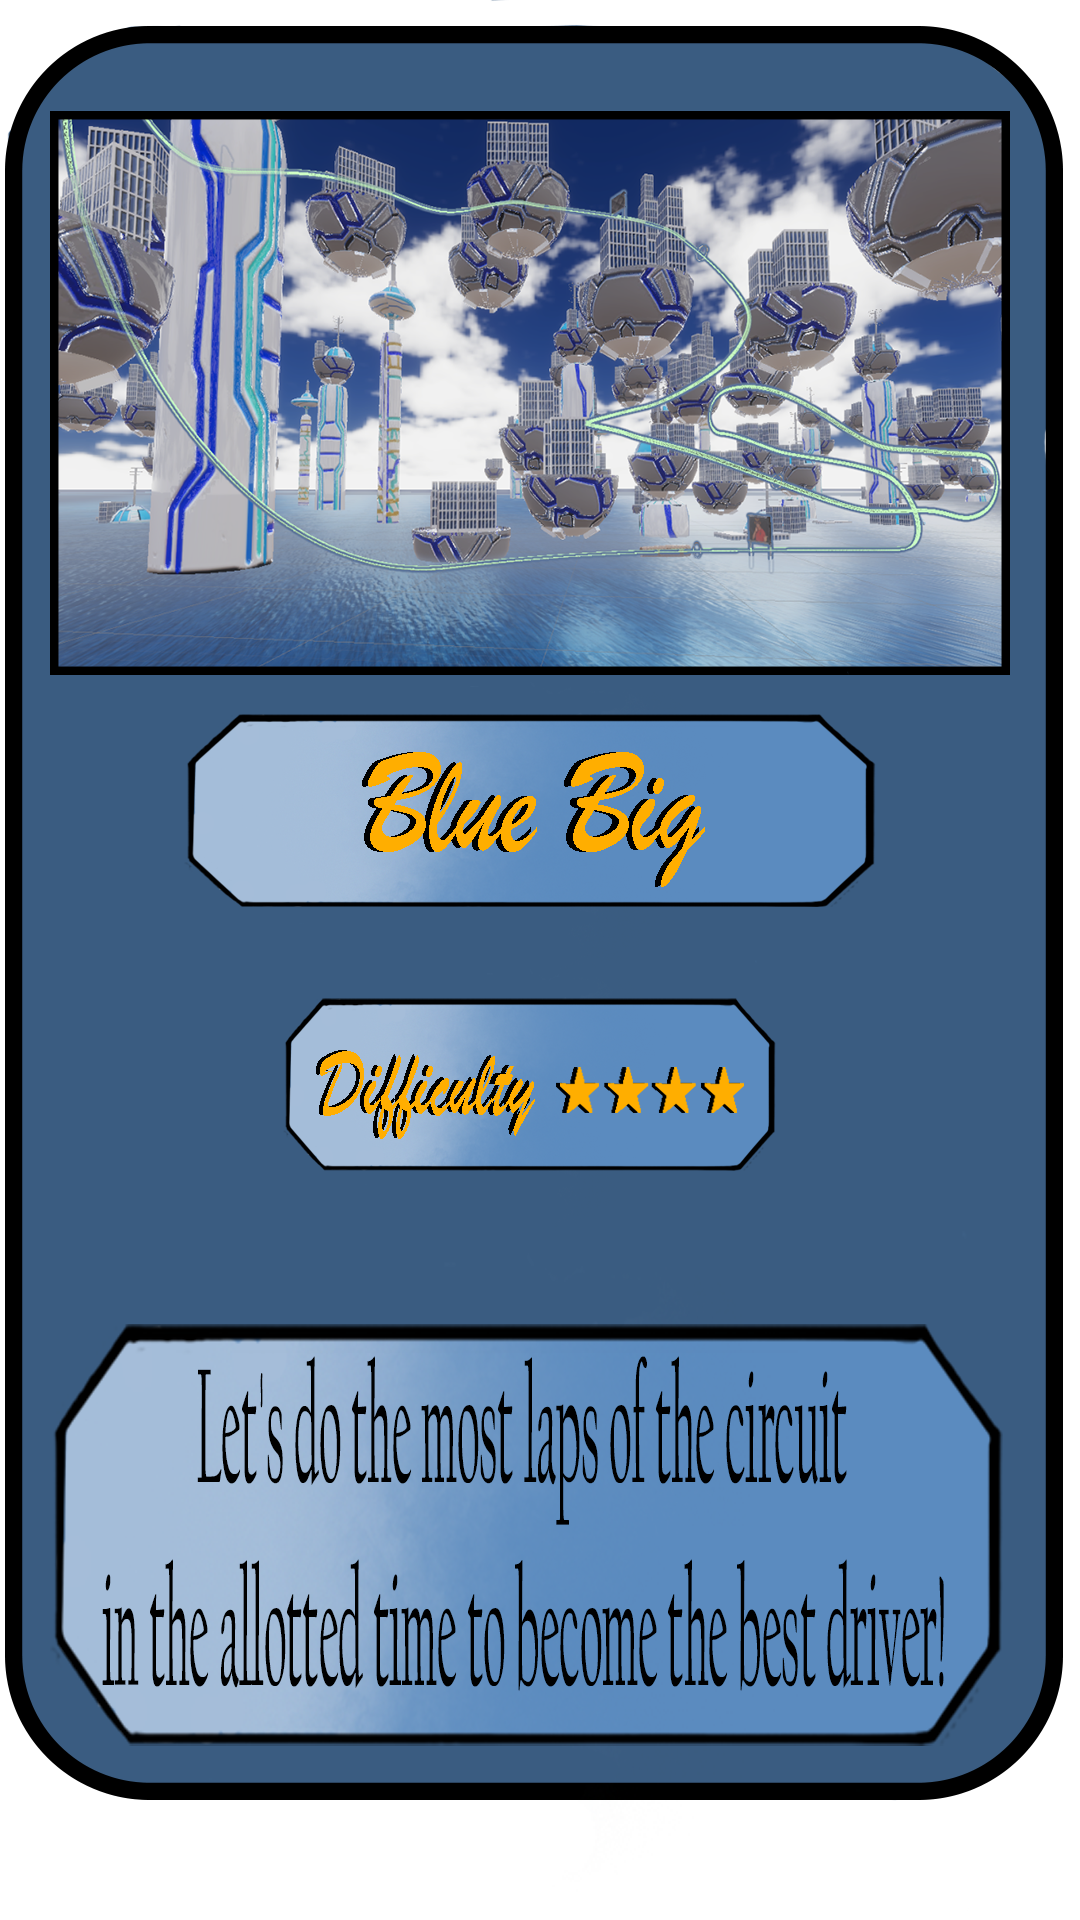 Blue Big
Difficulty ★★★★
Let's do the most laps of the circuit
in the allotted time to become the best driver!